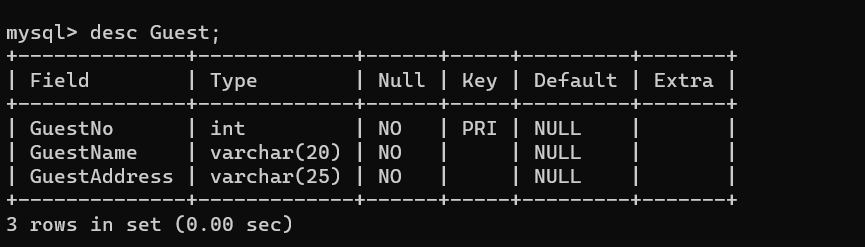 mysql> desc Guest;
+--------------+-------------+------+-----+---------+-------+
| Field        | Type        | Null | Key | Default | Extra |
+--------------+-------------+------+-----+---------+-------+
| GuestNo      | int         | NO   | PRI | NULL    |       |
| GuestName    | varchar(20) | NO   |     | NULL    |       |
| GuestAddress | varchar(25) | NO   |     | NULL    |       |
+--------------+-------------+------+-----+---------+-------+
3 rows in set (0.00 sec)